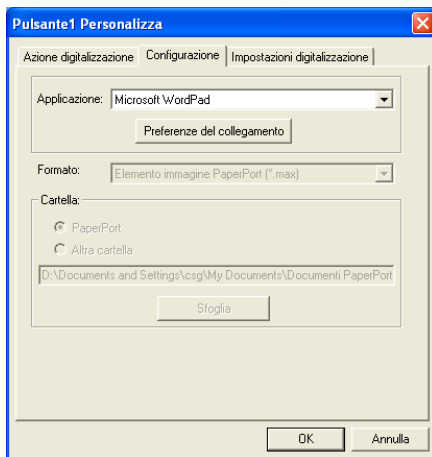 Pulsante1 Personalizza
Azione digitalizzazione Configurazione Impostazioni digitalizzazione
Applicazione: Microsoft WordPad
Preferenze del collegamento
Formato: Elemento immagine PaperPort (*.max)
Cartella:
PaperPort
Altra cartella
D:\Documents and Settings\csg\My Documents\Documenti PaperPort
Sfoglia
OK Annulla